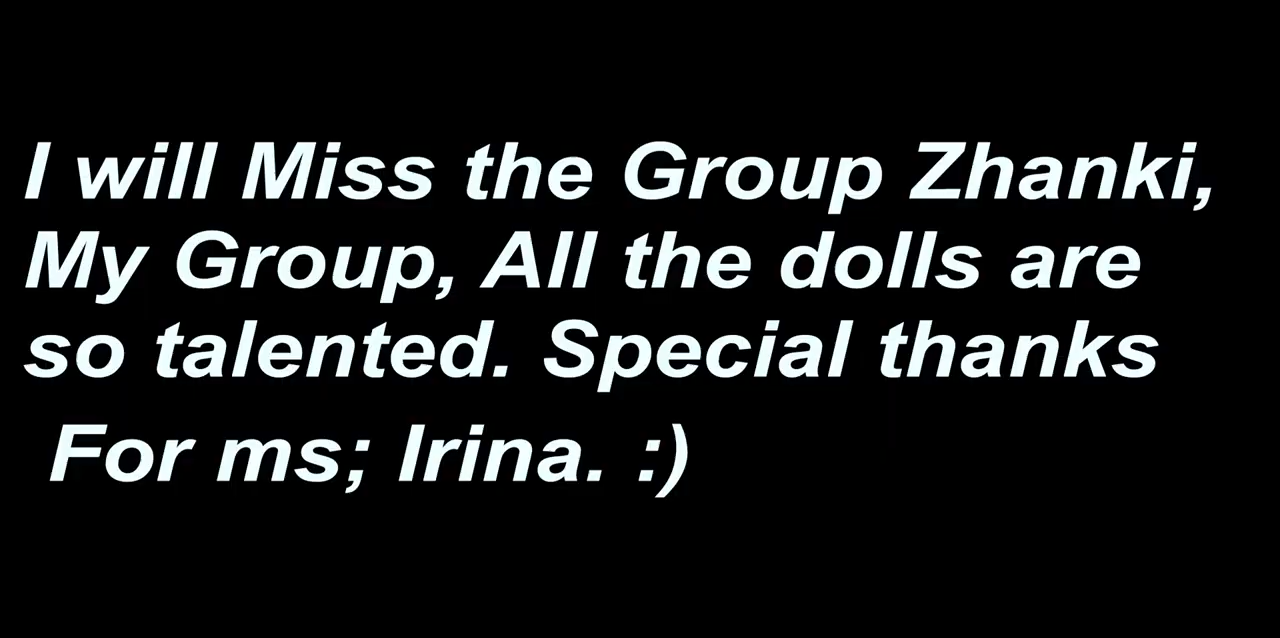 I will Miss the Group Zhanki,
My Group, All the dolls are
so talented. Special thanks
For ms; Irina. :)